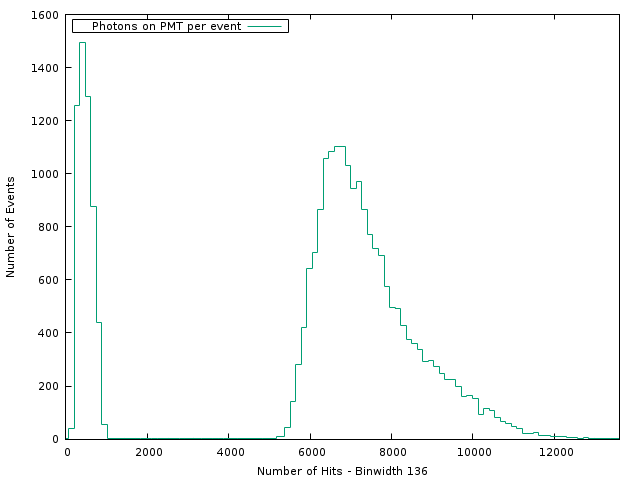 Photons on PMT per event
1600
1400
1200
1000
800
600
400
200
0
0 2000 4000 6000 8000 10000 12000
Number of Events
Number of Hits - Binwidth 136